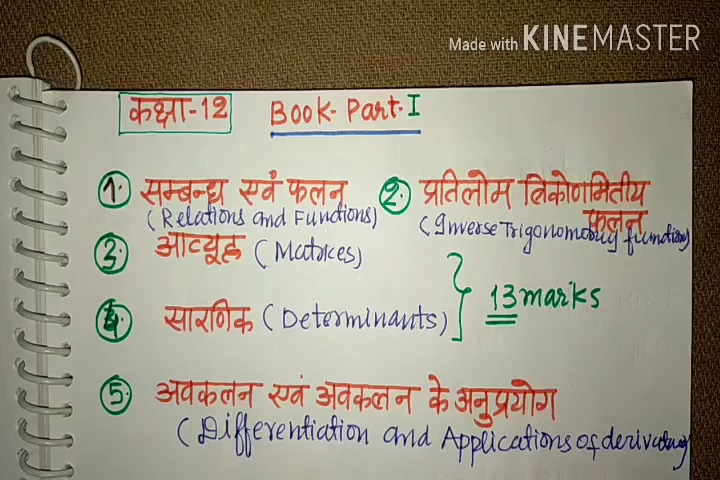 Made with KINEMASTER
कक्षा-12 Book-Part-I
1. सम्बन्ध एवं फलन
(Relations and Functions)
2. प्रतिलोम त्रिकोणमितीय
फलन
(Inverse Trigonometry functions)
3. आव्यूह (Matrices)
4. सारणिक (Determinants)
} 13 marks
5. अवकलन एवं अवकलन के अनुप्रयोग
(Differentiation and Applications of